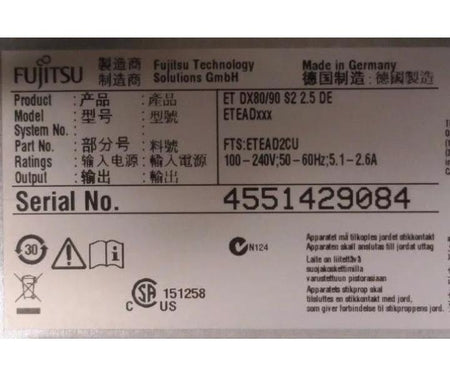 FUJITSU 製造商 Fujitsu Technology Made in Germany
制造商 Solutions GmbH 德国制造：德國製造
Product : 产品 : 產品 ET DX80/90 S2 2.5 DE
Model : 型号 : 型號 ETEADxxx
System No. :
Part No. : 部分号 : 料號 FTS:ETEAD2CU
Ratings : 输入电源 : 輸入電源 100-240V;50-60Hz;5.1-2.6A
Output : 输出 : 輸出
Serial No. 4551429084
30
N124
Apparatet må tilkoples jordet stikkontakt
Apparaten skall anslutas till jordat uttag
Laite on liitettävä
suojakoskettimilla
varustettuun pistorasiaan
Apparatets stikprop skal
tilsluttes en stikkontakt med jord,
som giver forbindelse til stikproppens jord.
C SA US 151258